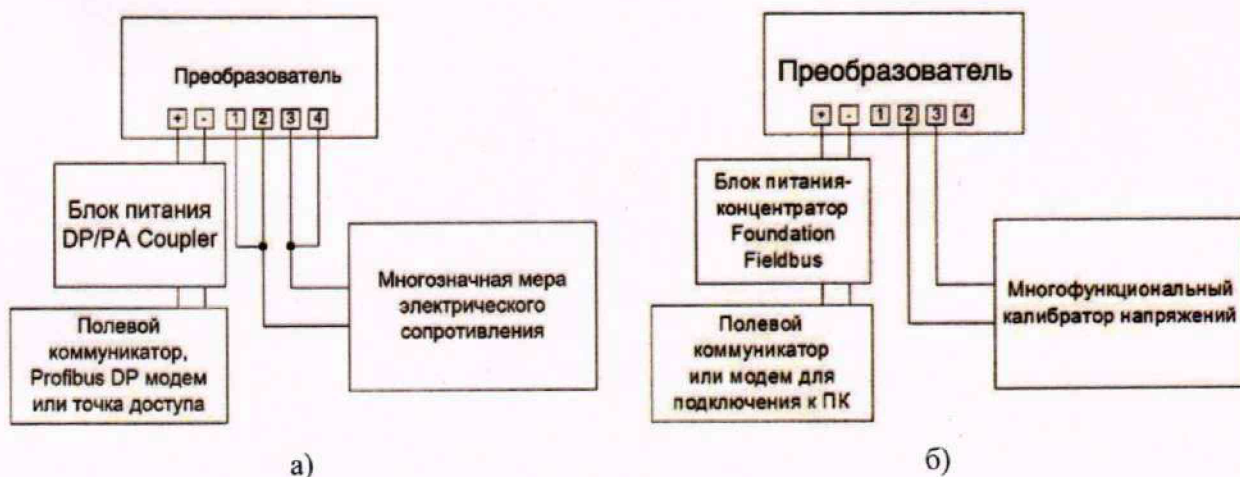 Преобразователь
+ - 1 2 3 4
Блок питания
DP/PA Coupler
Полевой
коммуникатор,
Profibus DP модем
или точка доступа
Многозначная мера
электрического
сопротивления
а)
Преобразователь
+ - 1 2 3 4
Блок питания-
концентратор
Foundation
Fieldbus
Полевой
коммуникатор
или модем для
подключения к ПК
Многофункциональный
калибратор напряжений
б)